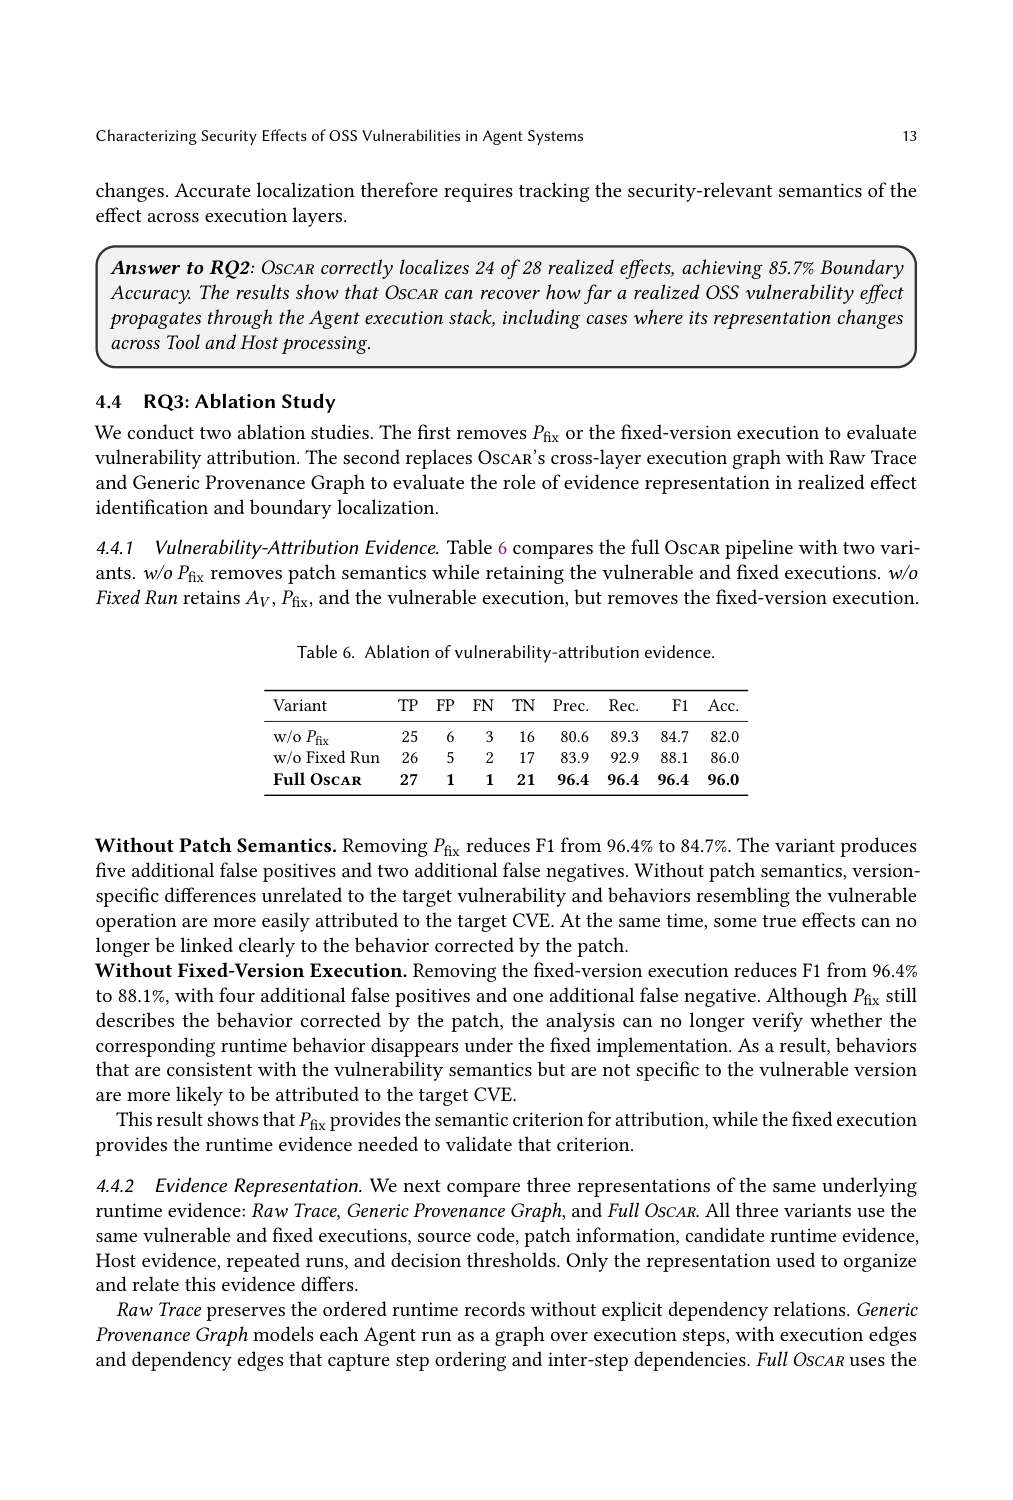 Characterizing Security Effects of OSS Vulnerabilities in Agent Systems 13
changes. Accurate localization therefore requires tracking the security-relevant semantics of the
effect across execution layers.
Answer to RQ2: Oscar correctly localizes 24 of 28 realized effects, achieving 85.7% Boundary
Accuracy. The results show that Oscar can recover how far a realized OSS vulnerability effect
propagates through the Agent execution stack, including cases where its representation changes
across Tool and Host processing.
4.4 RQ3: Ablation Study
We conduct two ablation studies. The first removes Pfix or the fixed-version execution to evaluate
vulnerability attribution. The second replaces Oscar's cross-layer execution graph with Raw Trace
and Generic Provenance Graph to evaluate the role of evidence representation in realized effect
identification and boundary localization.
4.4.1 Vulnerability-Attribution Evidence. Table 6 compares the full Oscar pipeline with two vari-
ants. w/o Pfix removes patch semantics while retaining the vulnerable and fixed executions. w/o
Fixed Run retains AV, Pfix, and the vulnerable execution, but removes the fixed-version execution.
Table 6. Ablation of vulnerability-attribution evidence.
Variant TP FP FN TN Prec. Rec. F1 Acc.
w/o Pfix 25 6 3 16 80.6 89.3 84.7 82.0
w/o Fixed Run 26 5 2 17 83.9 92.9 88.1 86.0
Full Oscar 27 1 1 21 96.4 96.4 96.4 96.0
Without Patch Semantics. Removing Pfix reduces F1 from 96.4% to 84.7%. The variant produces
five additional false positives and two additional false negatives. Without patch semantics, version-
specific differences unrelated to the target vulnerability and behaviors resembling the vulnerable
operation are more easily attributed to the target CVE. At the same time, some true effects can no
longer be linked clearly to the behavior corrected by the patch.
Without Fixed-Version Execution. Removing the fixed-version execution reduces F1 from 96.4%
to 88.1%, with four additional false positives and one additional false negative. Although Pfix still
describes the behavior corrected by the patch, the analysis can no longer verify whether the
corresponding runtime behavior disappears under the fixed implementation. As a result, behaviors
that are consistent with the vulnerability semantics but are not specific to the vulnerable version
are more likely to be attributed to the target CVE.
This result shows that Pfix provides the semantic criterion for attribution, while the fixed execution
provides the runtime evidence needed to validate that criterion.
4.4.2 Evidence Representation. We next compare three representations of the same underlying
runtime evidence: Raw Trace, Generic Provenance Graph, and Full Oscar. All three variants use the
same vulnerable and fixed executions, source code, patch information, candidate runtime evidence,
Host evidence, repeated runs, and decision thresholds. Only the representation used to organize
and relate this evidence differs.
Raw Trace preserves the ordered runtime records without explicit dependency relations. Generic
Provenance Graph models each Agent run as a graph over execution steps, with execution edges
and dependency edges that capture step ordering and inter-step dependencies. Full Oscar uses the